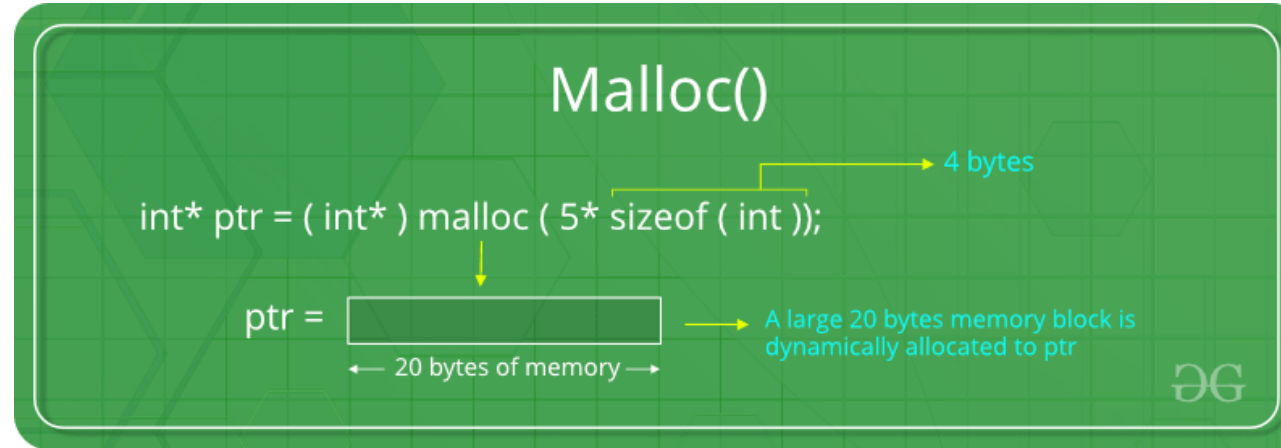 Malloc()
4 bytes
int* ptr = ( int* ) malloc ( 5* sizeof ( int ));
ptr =
A large 20 bytes memory block is
dynamically allocated to ptr
20 bytes of memory